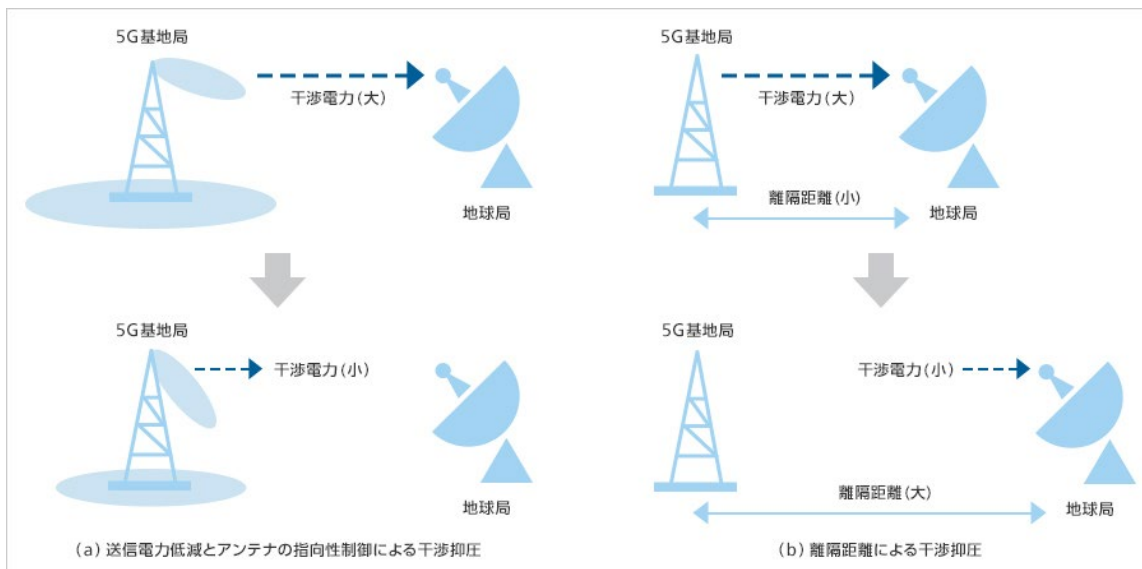 5G基地局
干渉電力(大)
地球局
5G基地局
干渉電力(小)
地球局
(a) 送信電力低減とアンテナの指向性制御による干渉抑圧
5G基地局
干渉電力(大)
離隔距離(小)
地球局
5G基地局
干渉電力(小)
離隔距離(大)
地球局
(b) 離隔距離による干渉抑圧